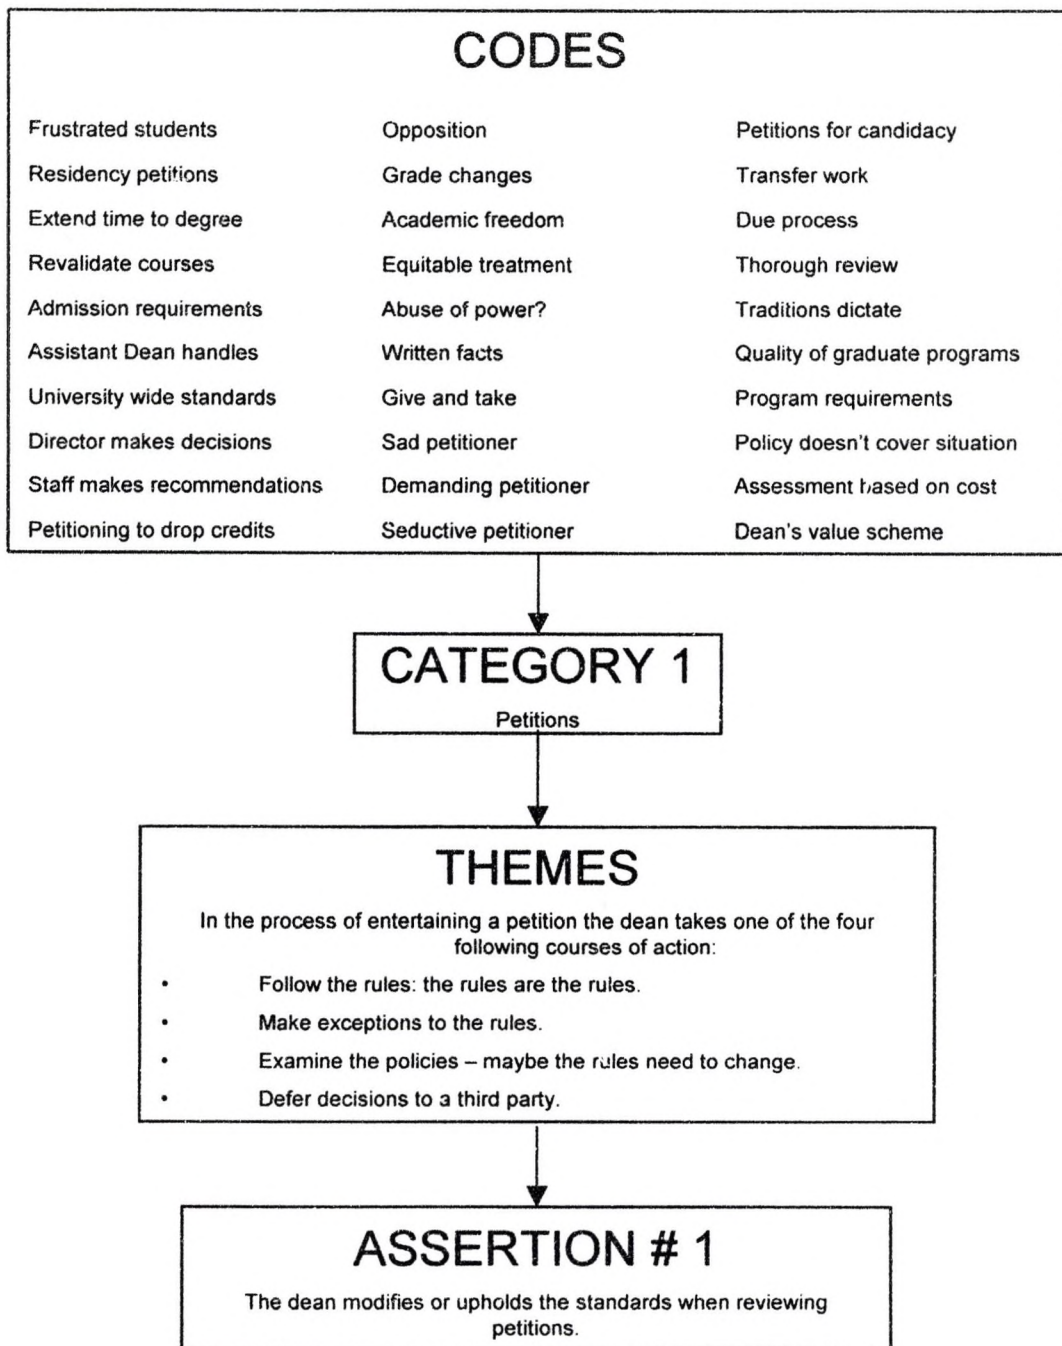 CODES
Frustrated students Opposition Petitions for candidacy
Residency petitions Grade changes Transfer work
Extend time to degree Academic freedom Due process
Revalidate courses Equitable treatment Thorough review
Admission requirements Abuse of power? Traditions dictate
Assistant Dean handles Written facts Quality of graduate programs
University wide standards Give and take Program requirements
Director makes decisions Sad petitioner Policy doesn't cover situation
Staff makes recommendations Demanding petitioner Assessment based on cost
Petitioning to drop credits Seductive petitioner Dean's value scheme
CATEGORY 1
Petitions
THEMES
In the process of entertaining a petition the dean takes one of the four
following courses of action:
• Follow the rules: the rules are the rules.
• Make exceptions to the rules.
• Examine the policies – maybe the rules need to change.
• Defer decisions to a third party.
ASSERTION # 1
The dean modifies or upholds the standards when reviewing
petitions.